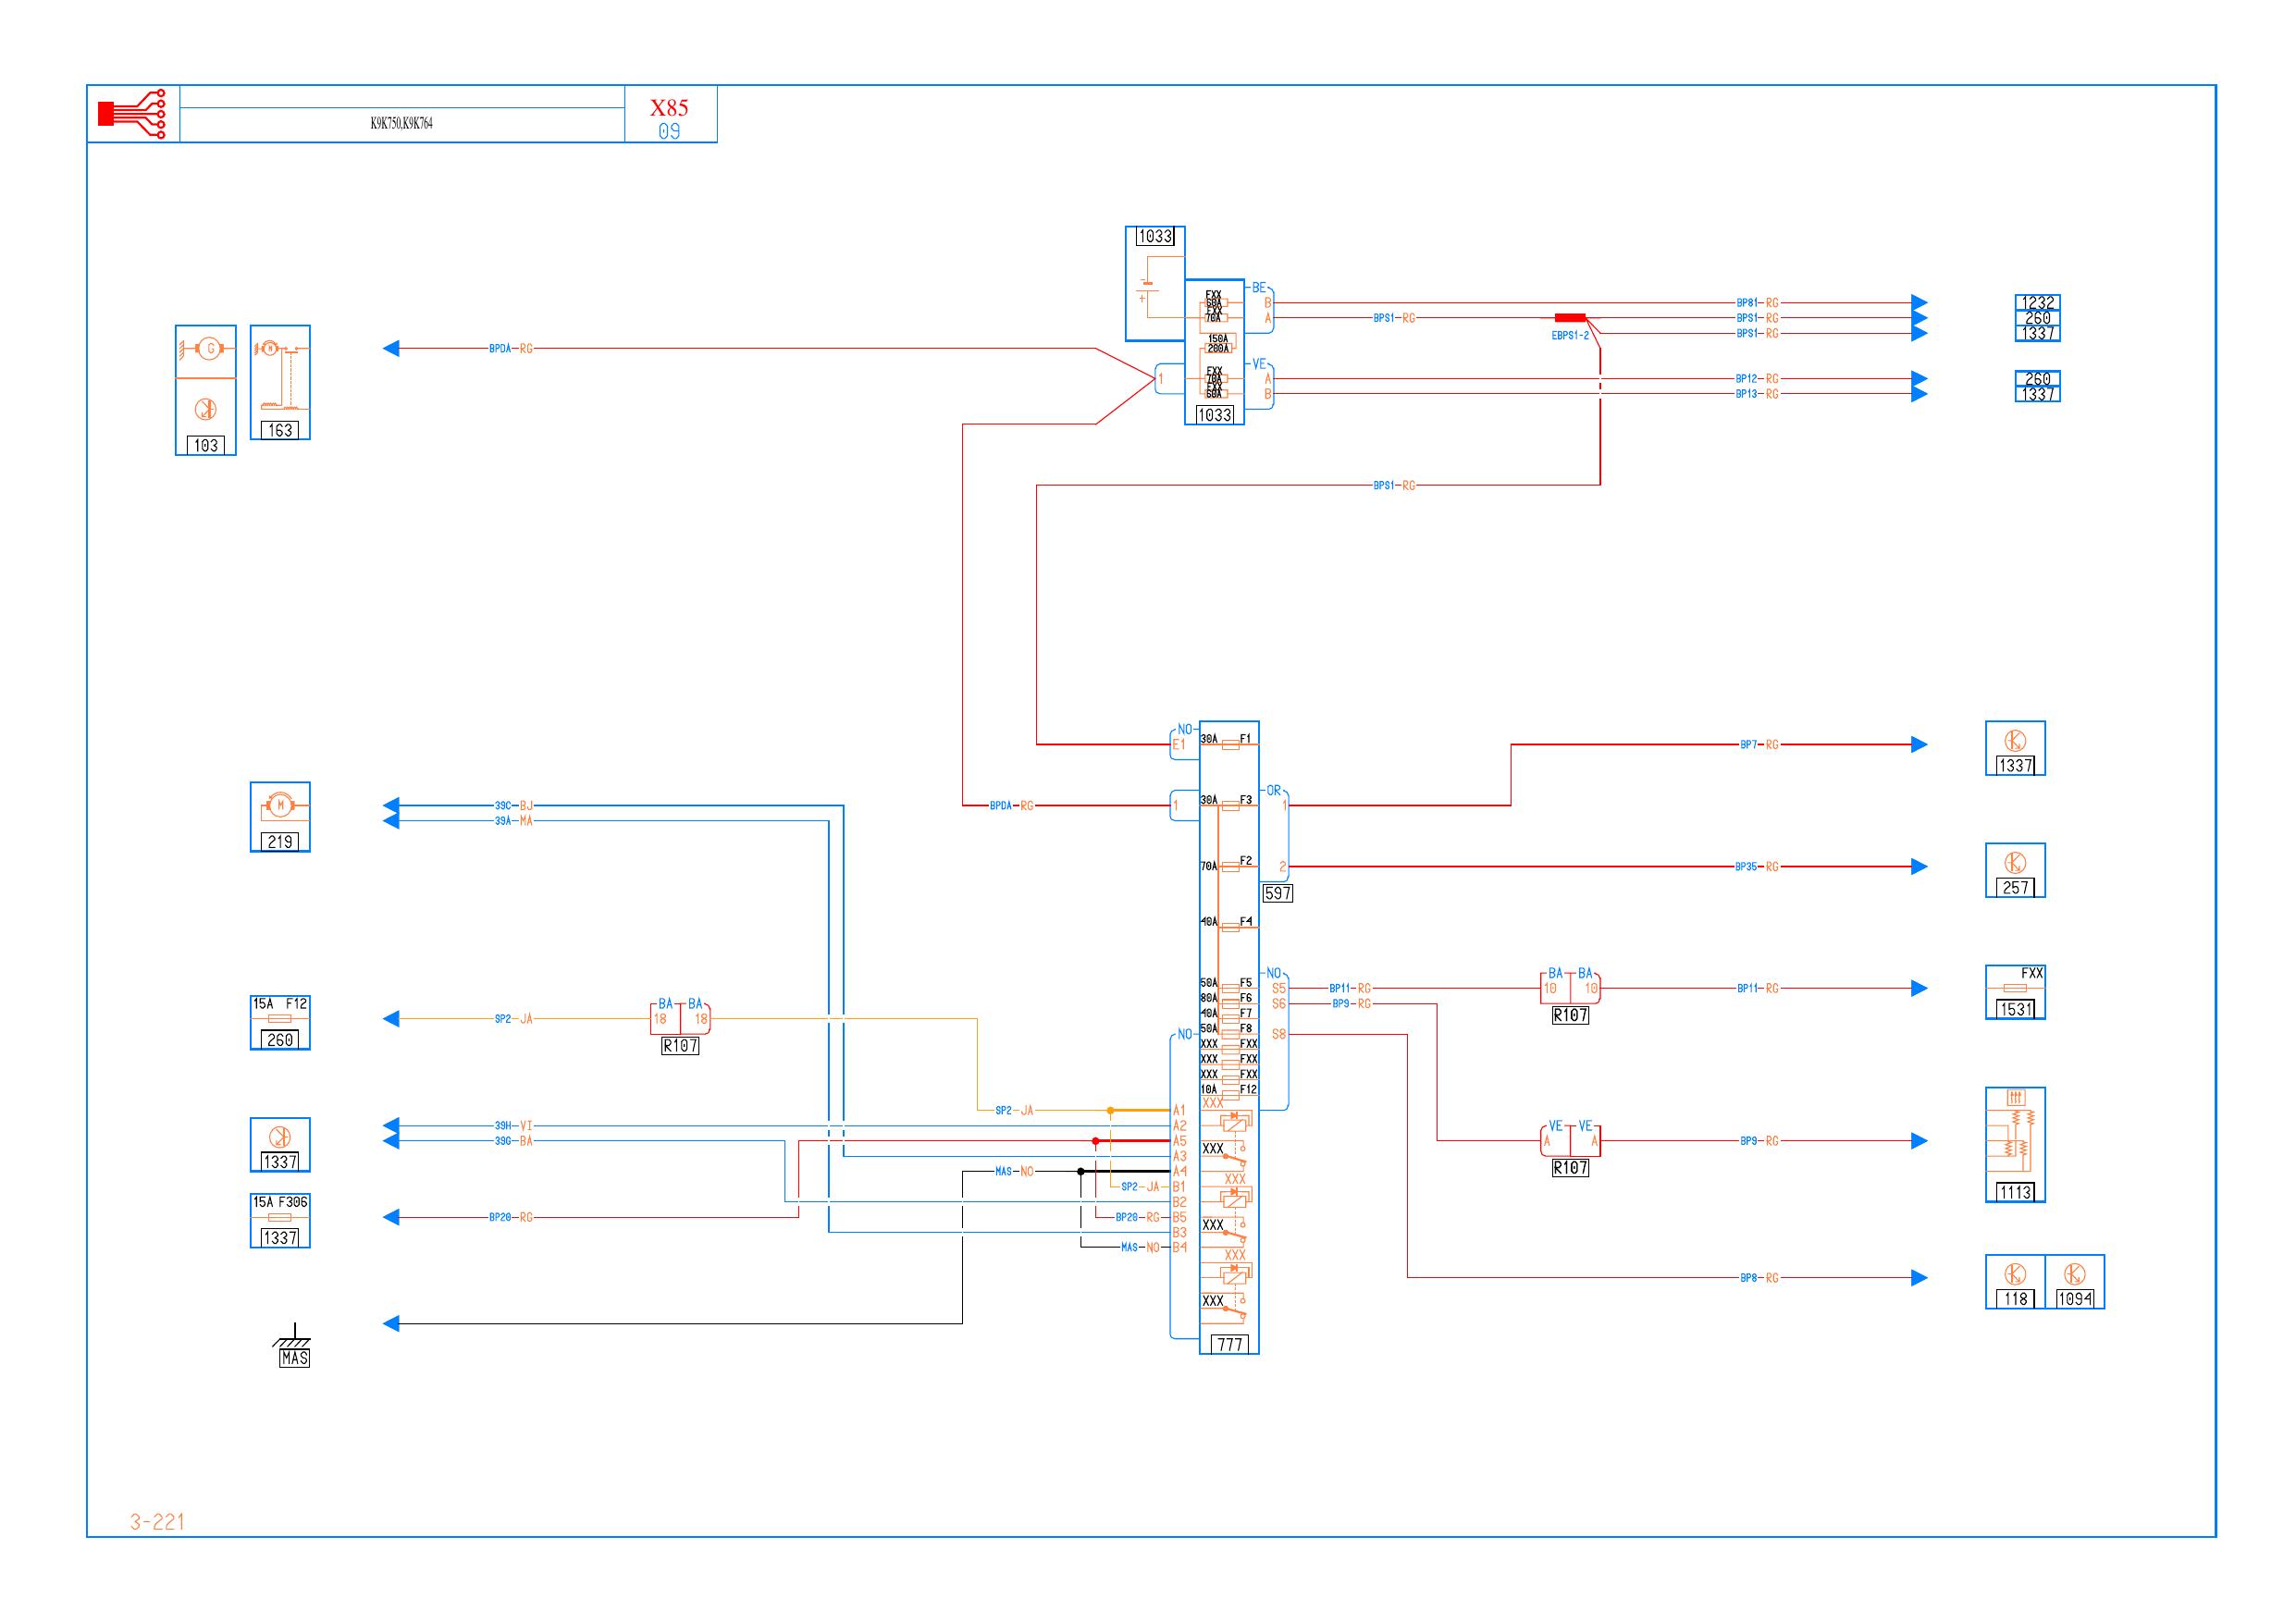 X85
K9K750,K9K764
09
1033
BE
FXX
60A
B
BP81
RG
1232
FXX
70A
A
BPS1
RG
BPS1
RG
260
EBPS1-2
BPS1
RG
1337
150A
200A
G
M
BPDA
RG
VE
1
FXX
70A
A
BP12
RG
260
FXX
60A
B
BP13
RG
1337
1033
163
103
BPS1
RG
NO
E1
30A
F1
BP7
RG
1337
OR
M
39C
BJ
BPDA
RG
1
30A
F3
1
39A
MA
219
70A
F2
2
BP35
RG
597
257
40A
F4
NO
BA
BA
FXX
50A
F5
S5
BP11
RG
10
10
BP11
RG
80A
F6
S6
BP9
RG
1531
R107
15A
F12
BA
BA
40A
F7
SP2
JA
18
18
50A
F8
S8
NO
260
R107
XXX
FXX
XXX
FXX
XXX
FXX
10A
F12
XXX
SP2
JA
A1
39H
VI
A2
VE
VE
39G
BA
A5
A
A
BP9
RG
1337
XXX
A3
R107
MAS
NO
A4
XXX
SP2
JA
B1
1113
15A
F306
B2
BP20
RG
BP20
RG
B5
XXX
1337
B3
MAS
NO
B4
XXX
BP8
RG
118
1094
XXX
777
MAS
3-221